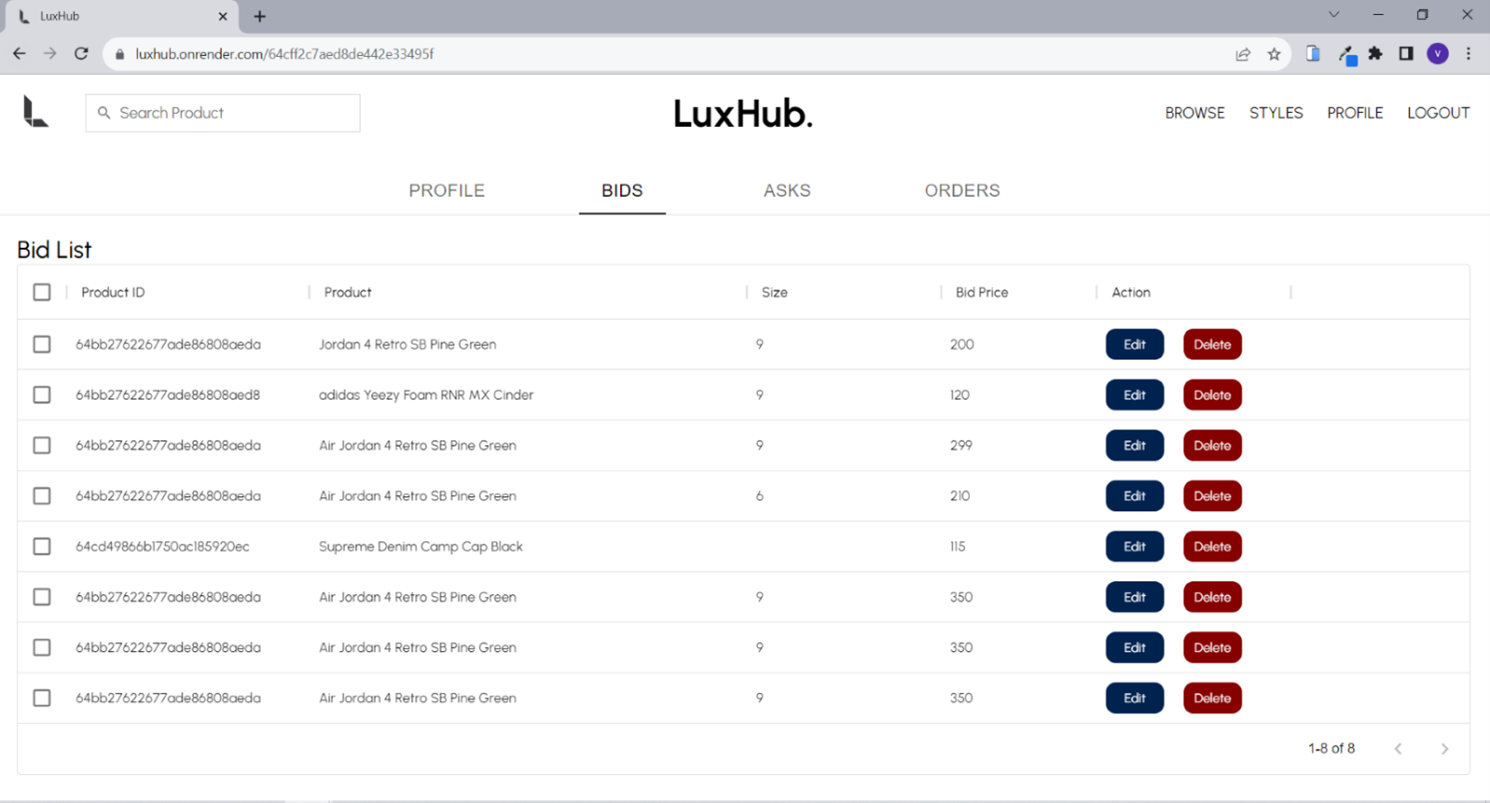 LuxHub
luxhub.onrender.com/64cff2c7aed8de442e33495f
V
Search Product
LuxHub.
BROWSE STYLES PROFILE LOGOUT
PROFILE BIDS ASKS ORDERS
Bid List
Product ID Product Size Bid Price Action
64bb27622677ade86808aeda Jordan 4 Retro SB Pine Green 9 200 Edit Delete
64bb27622677ade86808aed8 adidas Yeezy Foam RNR MX Cinder 9 120 Edit Delete
64bb27622677ade86808aeda Air Jordan 4 Retro SB Pine Green 9 299 Edit Delete
64bb27622677ade86808aeda Air Jordan 4 Retro SB Pine Green 6 210 Edit Delete
64cd49866b1750ac185920ec Supreme Denim Camp Cap Black 115 Edit Delete
64bb27622677ade86808aeda Air Jordan 4 Retro SB Pine Green 9 350 Edit Delete
64bb27622677ade86808aeda Air Jordan 4 Retro SB Pine Green 9 350 Edit Delete
64bb27622677ade86808aeda Air Jordan 4 Retro SB Pine Green 9 350 Edit Delete
1-8 of 8